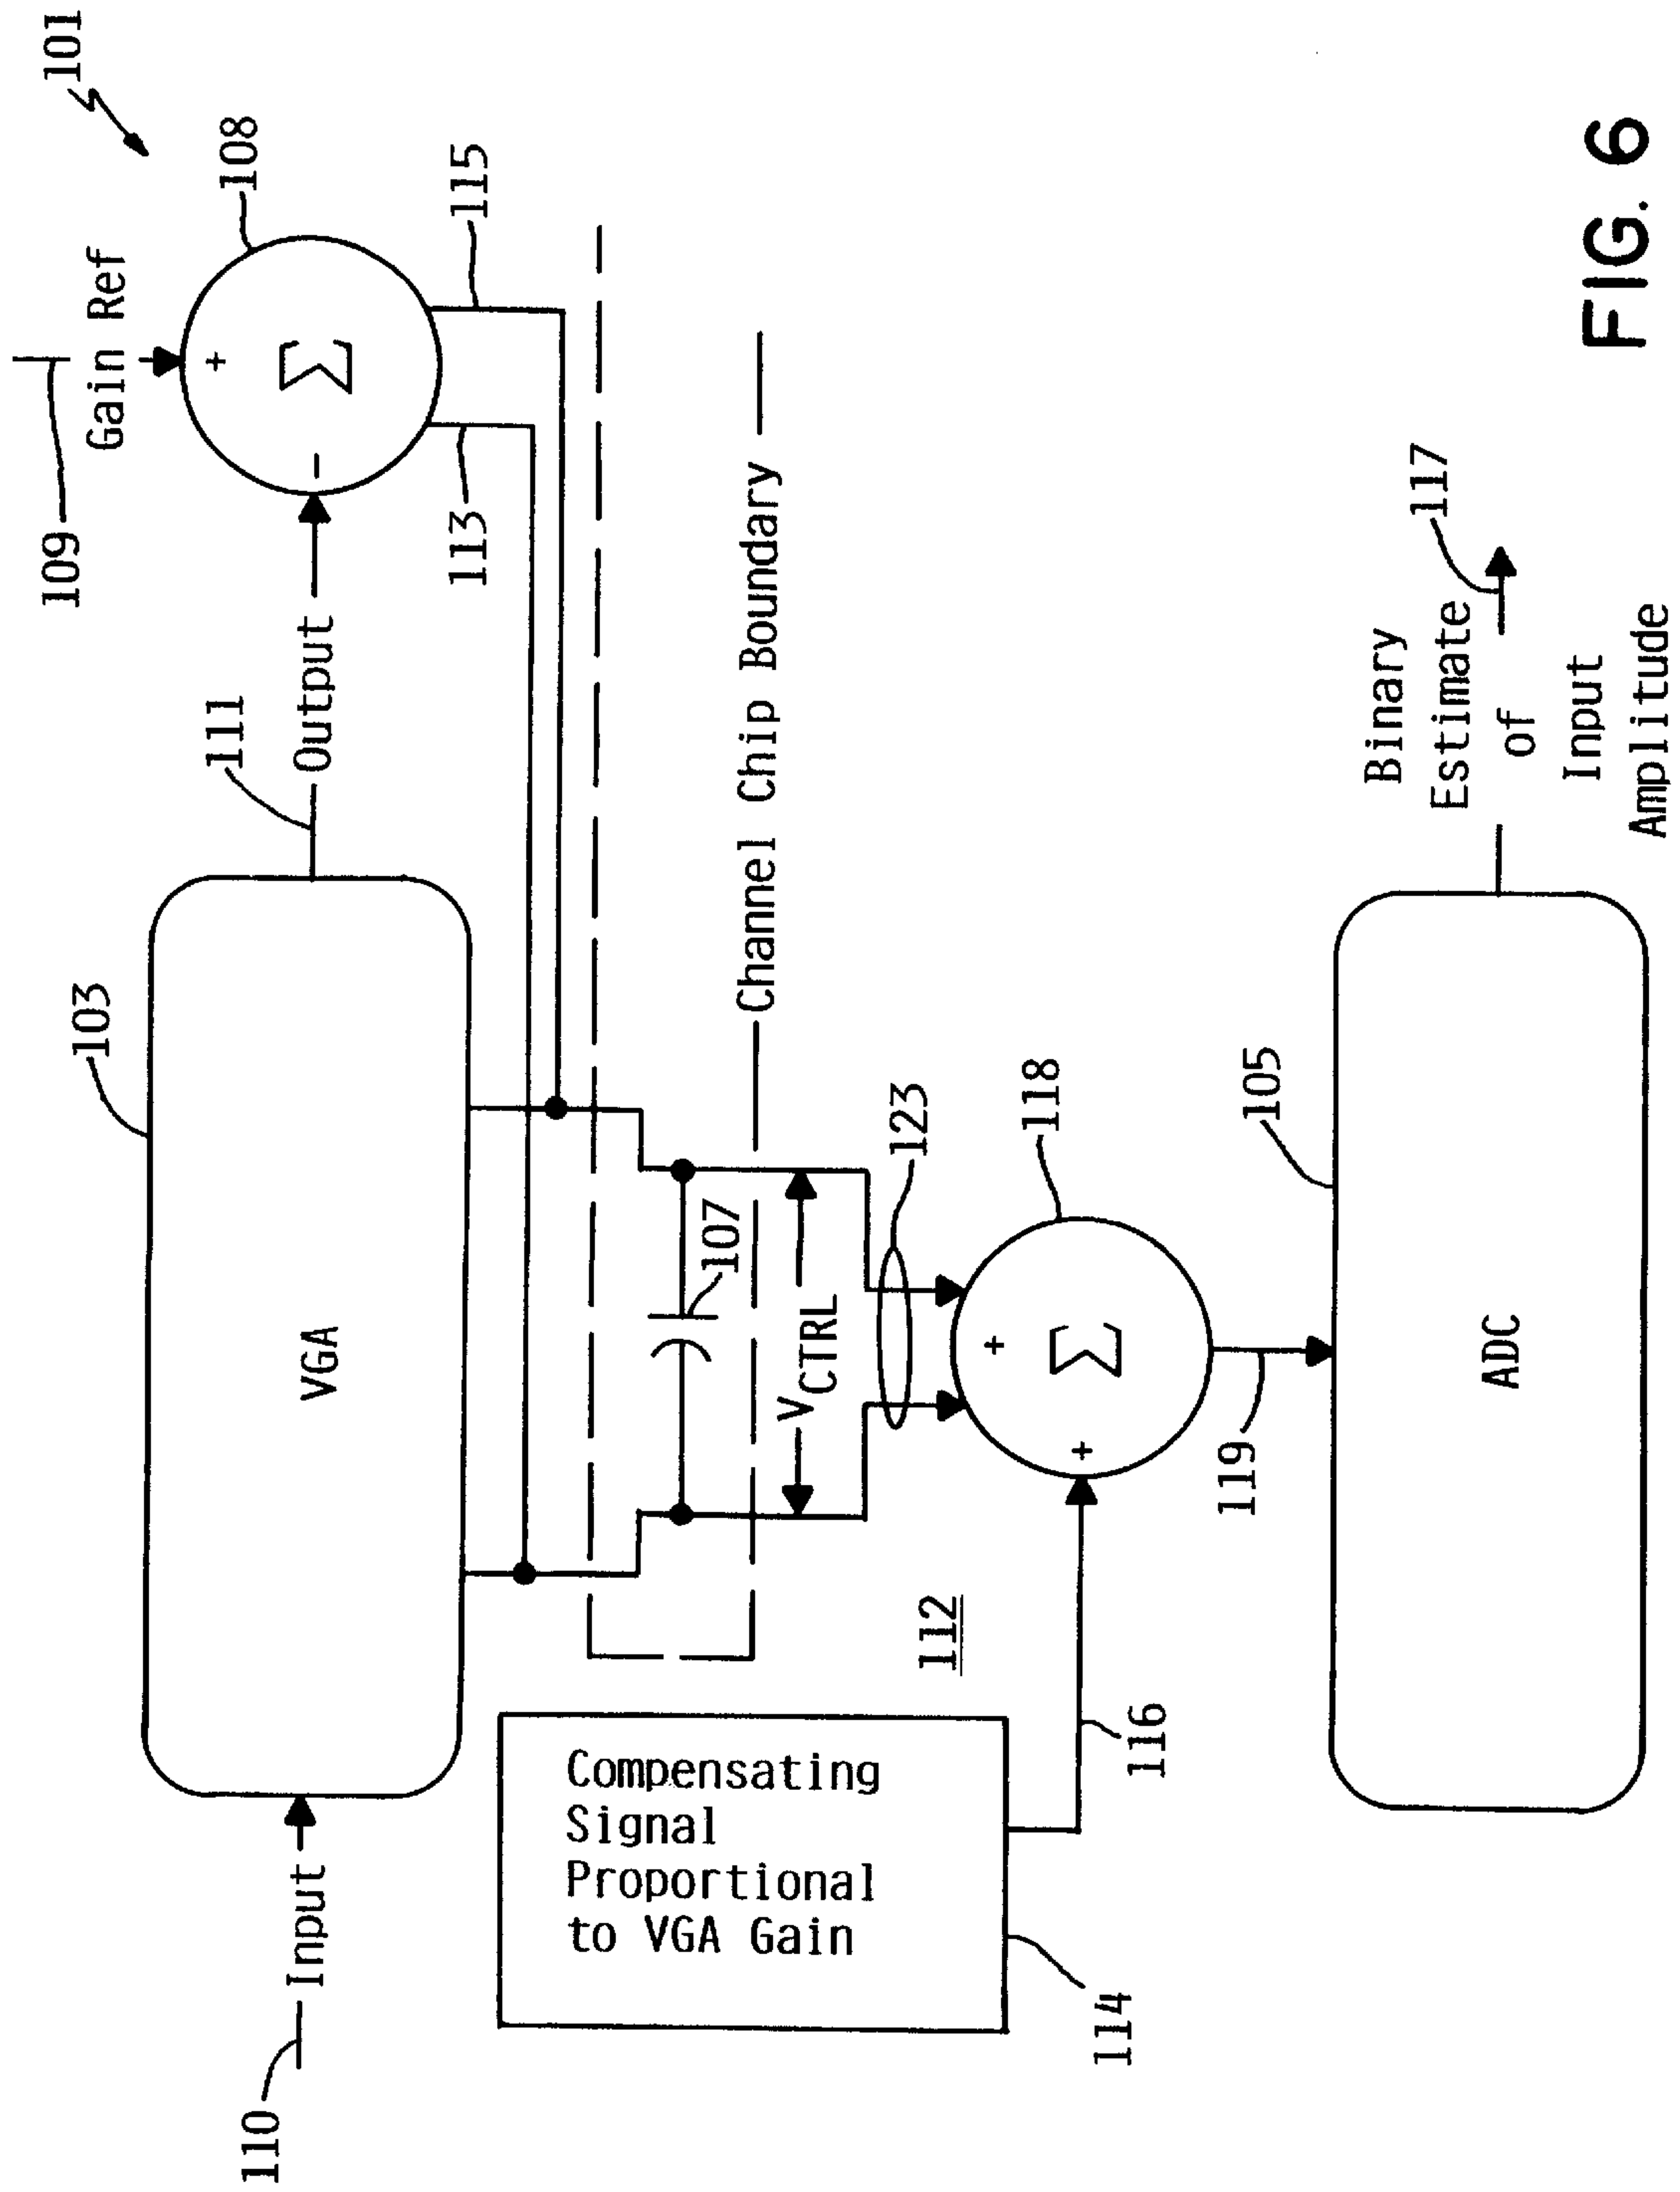 101
109
Gain Ref
108
+
Σ
−
115
113
103
111
Output
110
Input
VGA
Channel Chip Boundary
107
VCTRL
123
112
Compensating
Signal
Proportional
to VGA Gain
114
116
+
+
Σ
118
119
105
ADC
Binary
Estimate
of
Input
Amplitude
117
FIG. 6